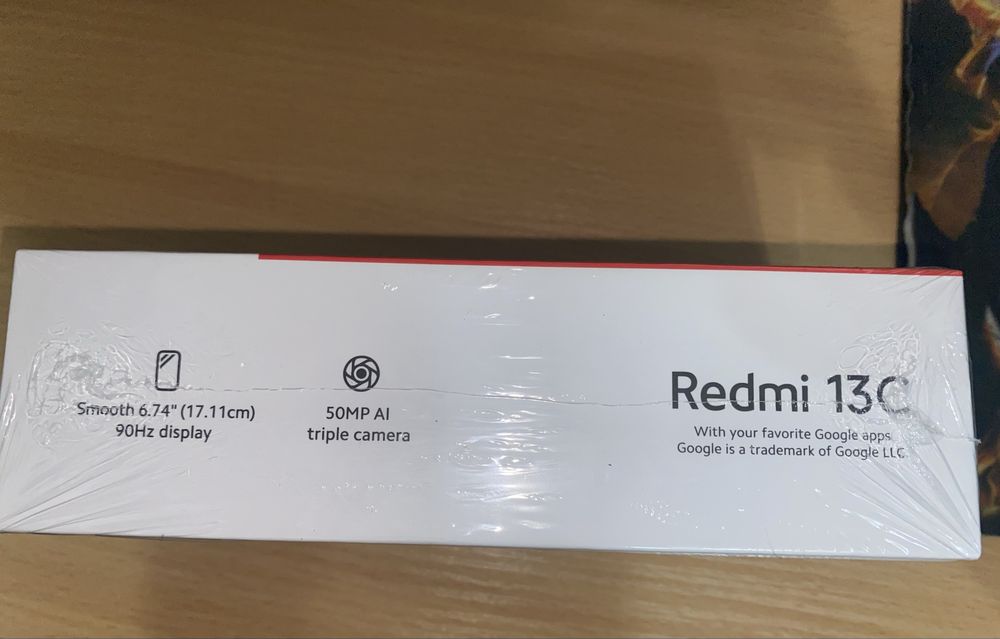 Smooth 6.74" (17.11cm)
90Hz display
50MP AI
triple camera
Redmi 13C
With your favorite Google apps
Google is a trademark of Google LLC.